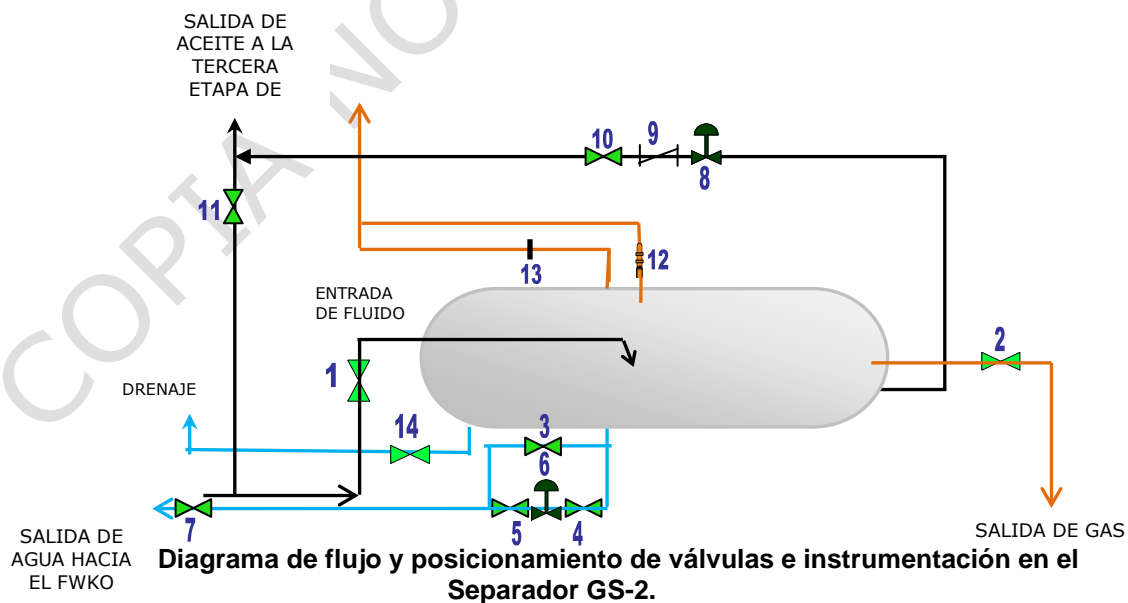 SALIDA DE
ACEITE A LA
TERCERA
ETAPA DE
COPIA NO
10
9
8
11
13
12
ENTRADA
DE FLUIDO
1
2
DRENAJE
14
3
6
7
5
4
SALIDA DE
AGUA HACIA
EL FWKO
SALIDA DE GAS
Diagrama de flujo y posicionamiento de válvulas e instrumentación en el
Separador GS-2.